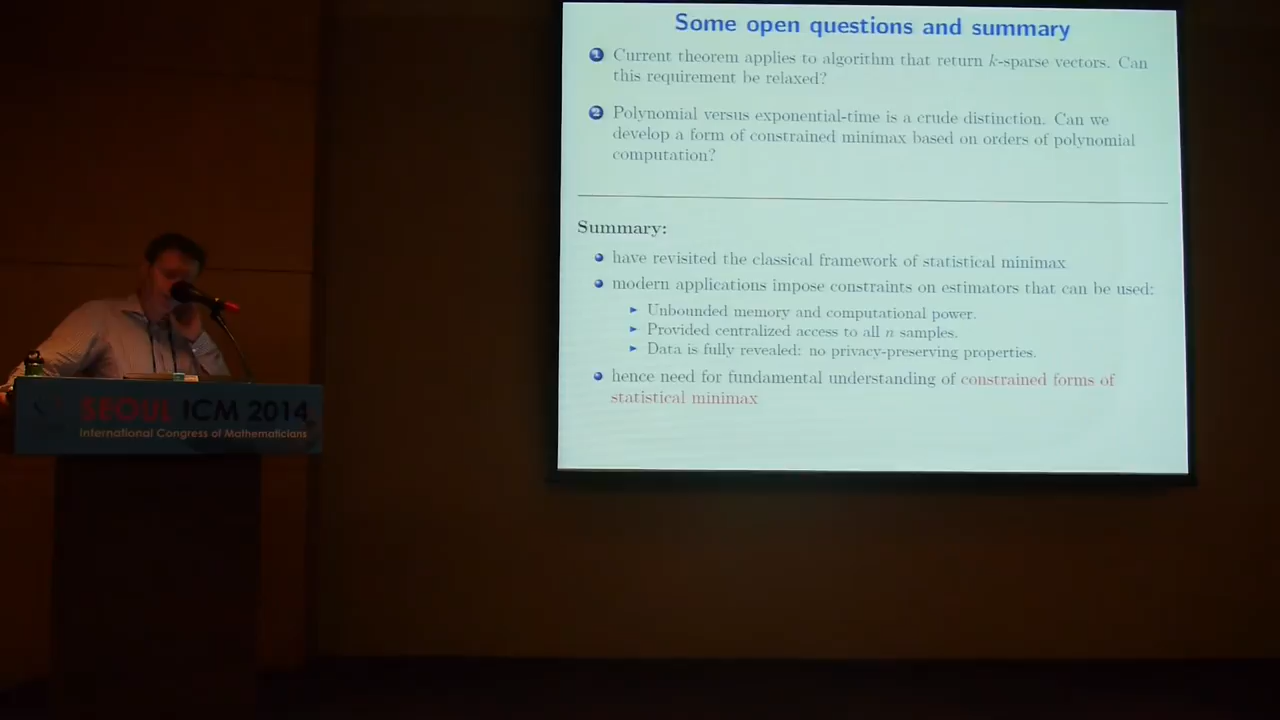 Some open questions and summary
1 Current theorem applies to algorithm that return k-sparse vectors. Can
this requirement be relaxed?
2 Polynomial versus exponential-time is a crude distinction. Can we
develop a form of constrained minimax based on orders of polynomial
computation?
Summary:
have revisited the classical framework of statistical minimax
modern applications impose constraints on estimators that can be used:
Unbounded memory and computational power.
Provided centralized access to all n samples.
Data is fully revealed: no privacy-preserving properties.
hence need for fundamental understanding of constrained forms of
statistical minimax
SEOUL ICM 2014
International Congress of Mathematicians